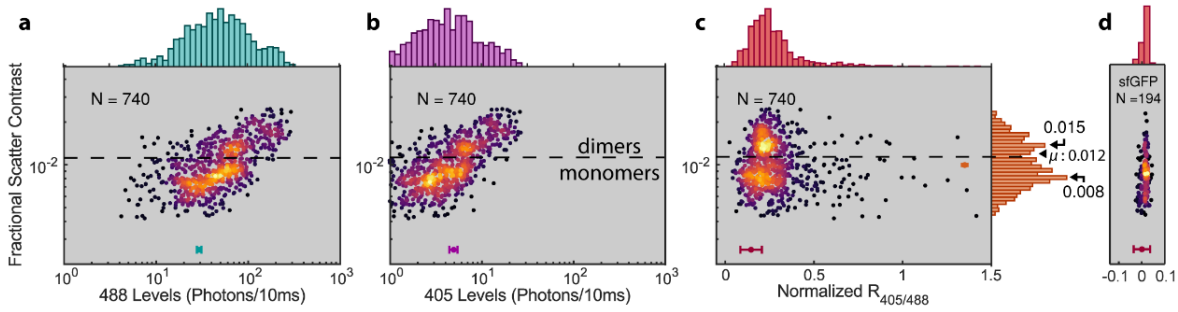 a
b
c
d
Fractional Scatter Contrast
10⁻²
N = 740
10⁰
10¹
10²
10³
488 Levels (Photons/10ms)
10⁻²
N = 740
dimers
monomers
10⁰
10¹
10²
10³
405 Levels (Photons/10ms)
10⁻²
N = 740
0.015
μ : 0.012
0.008
0
0.5
1
1.5
Normalized R₄₀₅/₄₈₈
sfGFP
N =194
-0.1
0
0.1